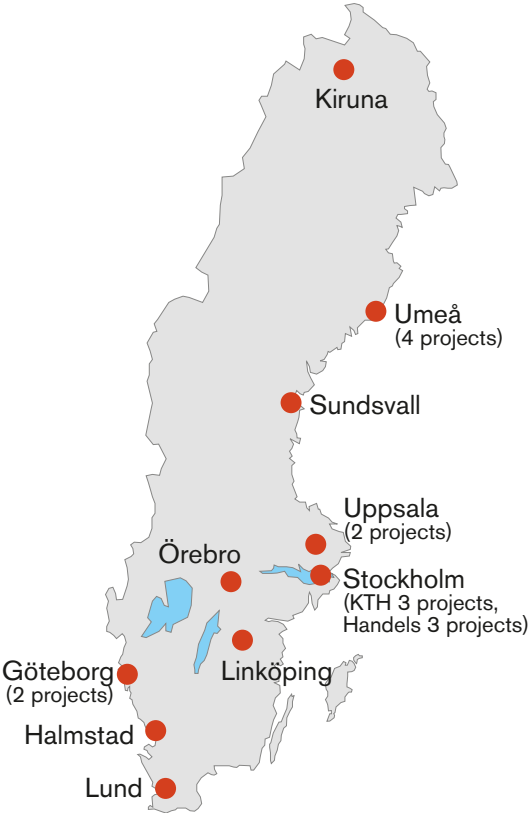 Kiruna
Umeå
(4 projects)
Sundsvall
Uppsala
(2 projects)
Örebro
Stockholm
(KTH 3 projects,
Handels 3 projects)
Göteborg
(2 projects)
Linköping
Halmstad
Lund